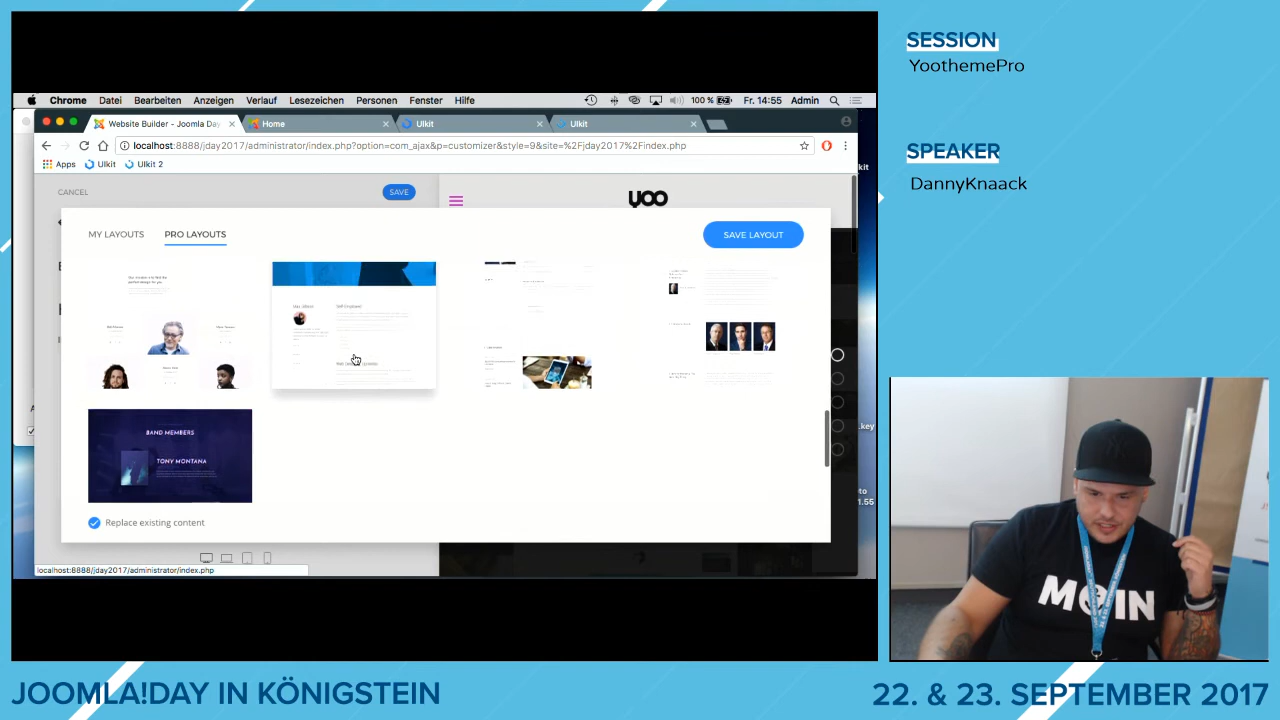 SESSION
YoothemePro
SPEAKER
DannyKnaack
Chrome Datei Bearbeiten Anzeigen Verlauf Lesezeichen Personen Fenster Hilfe 100 % Fr. 14:55 Admin
Website Builder - Joomla Day Home UIkit UIkit
localhost:8888/jday2017/administrator/index.php?option=com_ajax&p=customizer&style=9&site=%2Fjday2017%2Findex.php
Apps UIkit UIkit 2
CANCEL SAVE
yoo
MY LAYOUTS PRO LAYOUTS SAVE LAYOUT
BAND MEMBERS
TONY MONTANA
.key
1.55
Replace existing content
localhost:8888/jday2017/administrator/index.php
MOIN
JOOMLA!DAY IN KÖNIGSTEIN
22. & 23. SEPTEMBER 2017